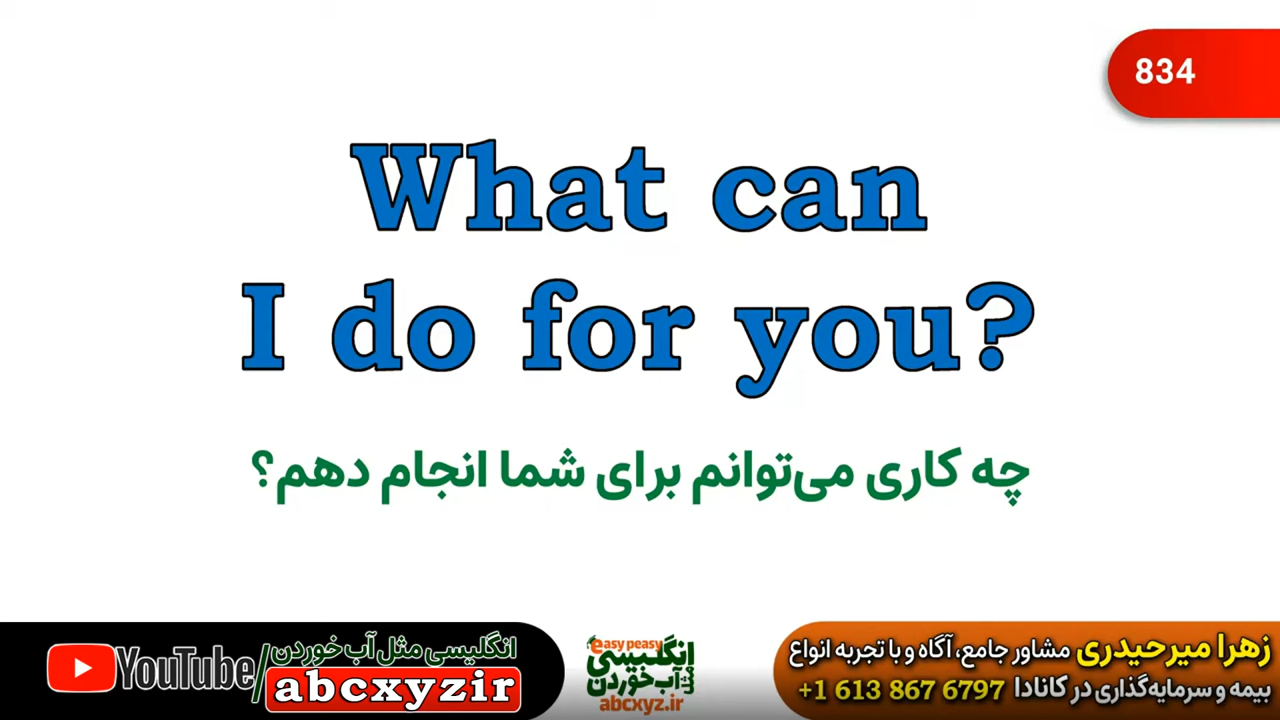 834
What can
I do for you?
چه کاری می‌توانم برای شما انجام دهم؟
YouTube/
انگلیسی مثل آب خوردن
abcxyzir
easy peasy
انگلیسی
مثل آب خوردن
abcxyz.ir
زهرا میرحیدری مشاور جامع، آگاه و با تجربه انواع
بیمه و سرمایه‌گذاری در کانادا +1 613 867 6797